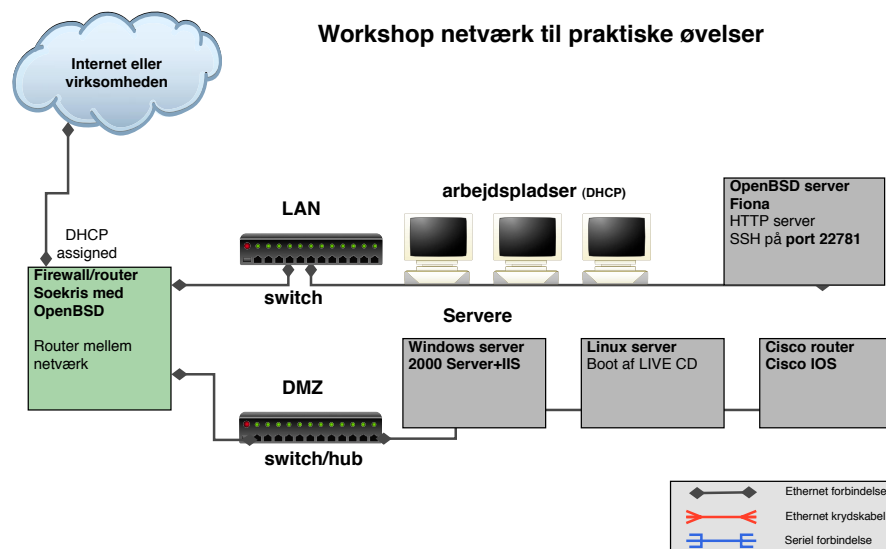 Workshop netværk til praktiske øvelser
Internet eller
virksomheden
DHCP
assigned
Firewall/router
Soekris med
OpenBSD
Router mellem
netværk
LAN
switch
arbejdspladser (DHCP)
OpenBSD server
Fiona
HTTP server
SSH på port 22781
Servere
Windows server
2000 Server+IIS
Linux server
Boot af LIVE CD
Cisco router
Cisco IOS
DMZ
switch/hub
Ethernet forbindelse
Ethernet krydskabel
Seriel forbindelse